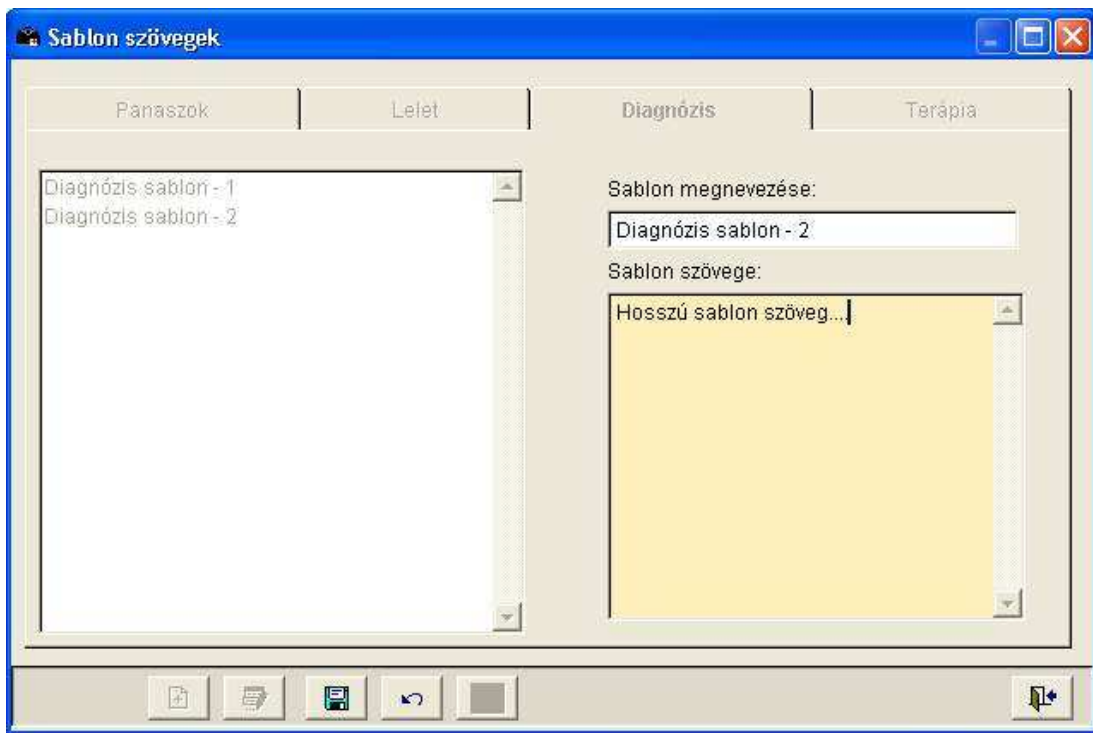 Sablon szövegek
Panaszok
Lelet
Diagnózis
Terápia
Diagnózis sablon - 1
Diagnózis sablon - 2
Sablon megnevezése:
Diagnózis sablon - 2
Sablon szövege:
Hosszú sablon szöveg....